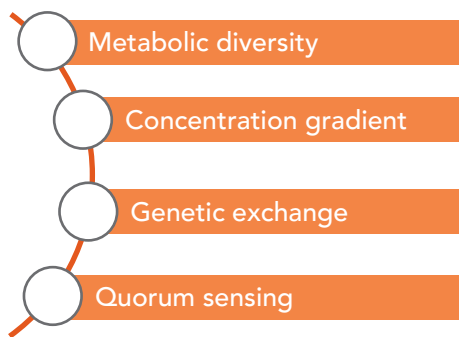 Metabolic diversity
Concentration gradient
Genetic exchange
Quorum sensing